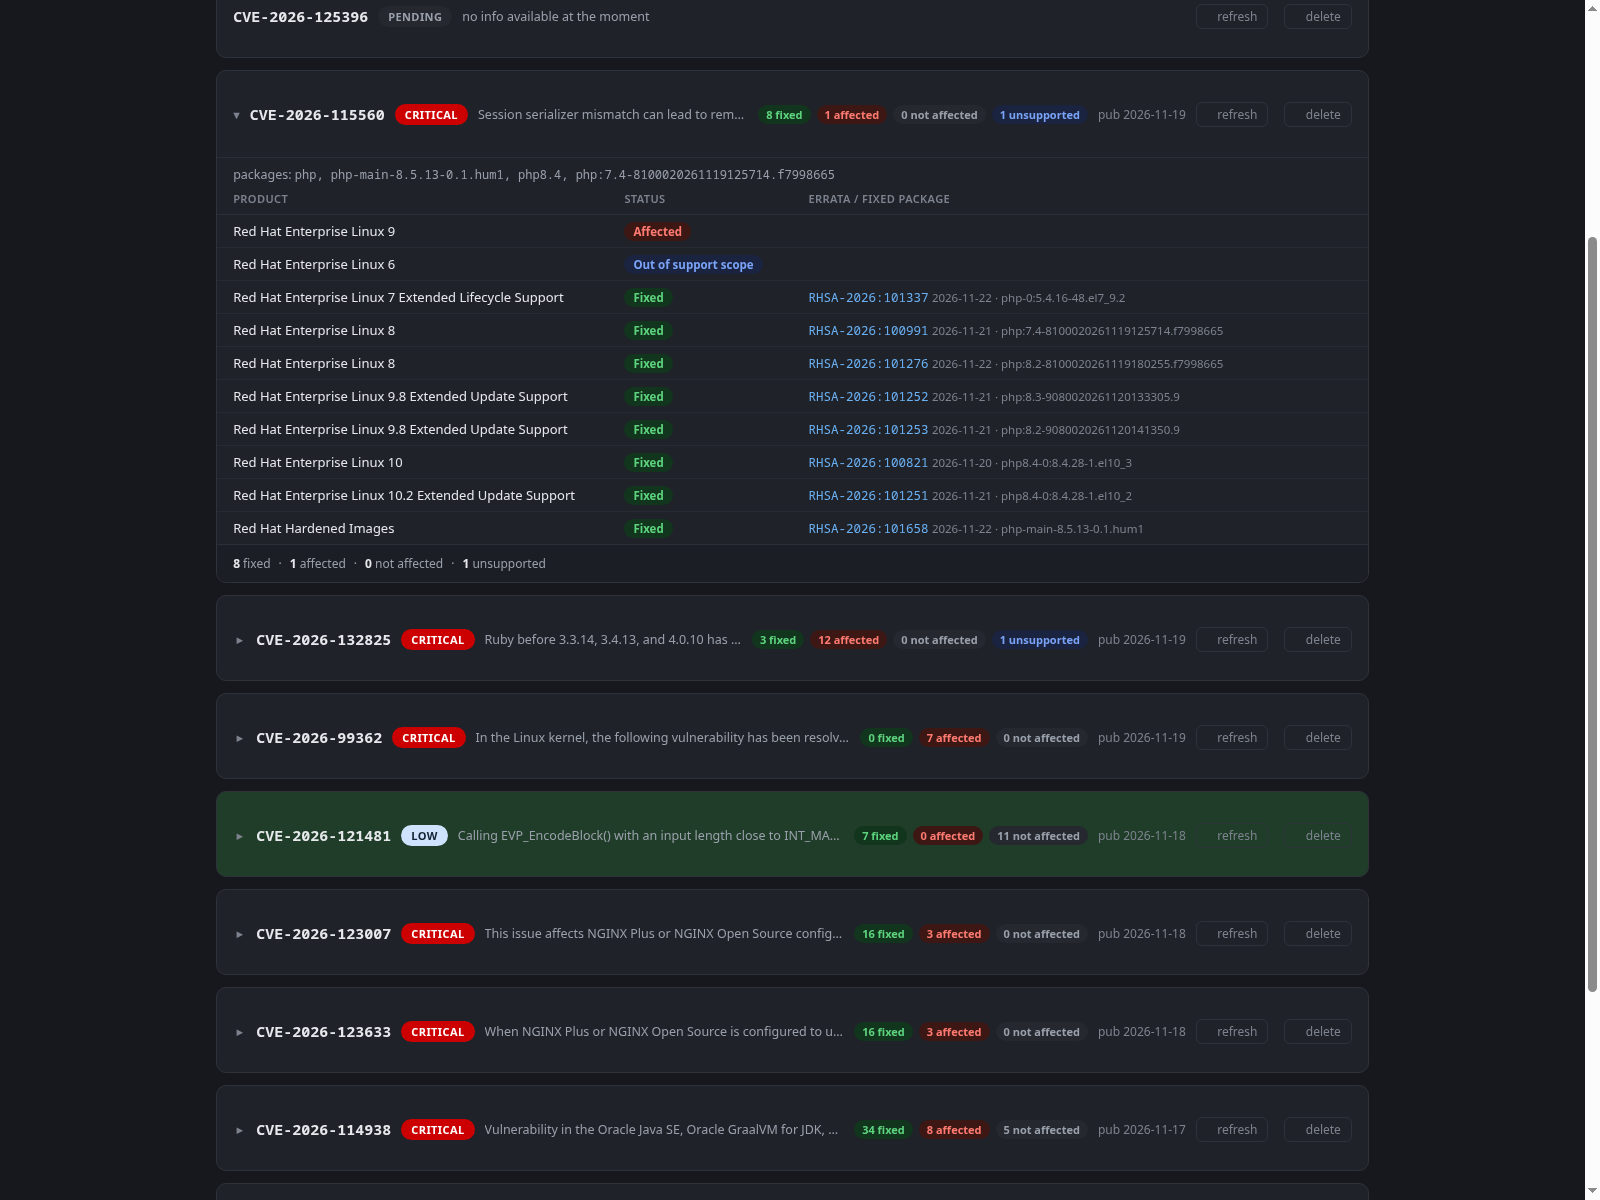 CVE-2026-125396 PENDING no info available at the moment refresh delete
▾ CVE-2026-115560 CRITICAL Session serializer mismatch can lead to rem... 8 fixed 1 affected 0 not affected 1 unsupported pub 2026-11-19 refresh delete
packages: php, php-main-8.5.13-0.1.hum1, php8.4, php:7.4-8100020261119125714.f7998665
PRODUCT STATUS ERRATA / FIXED PACKAGE
Red Hat Enterprise Linux 9 Affected
Red Hat Enterprise Linux 6 Out of support scope
Red Hat Enterprise Linux 7 Extended Lifecycle Support Fixed RHSA-2026:101337 2026-11-22 · php-0:5.4.16-48.el7_9.2
Red Hat Enterprise Linux 8 Fixed RHSA-2026:100991 2026-11-21 · php:7.4-8100020261119125714.f7998665
Red Hat Enterprise Linux 8 Fixed RHSA-2026:101276 2026-11-22 · php:8.2-8100020261119180255.f7998665
Red Hat Enterprise Linux 9.8 Extended Update Support Fixed RHSA-2026:101252 2026-11-21 · php:8.3-9080020261120133305.9
Red Hat Enterprise Linux 9.8 Extended Update Support Fixed RHSA-2026:101253 2026-11-21 · php:8.2-9080020261120141350.9
Red Hat Enterprise Linux 10 Fixed RHSA-2026:100821 2026-11-20 · php8.4-0:8.4.28-1.el10_3
Red Hat Enterprise Linux 10.2 Extended Update Support Fixed RHSA-2026:101251 2026-11-21 · php8.4-0:8.4.28-1.el10_2
Red Hat Hardened Images Fixed RHSA-2026:101658 2026-11-22 · php-main-8.5.13-0.1.hum1
8 fixed · 1 affected · 0 not affected · 1 unsupported
▸ CVE-2026-132825 CRITICAL Ruby before 3.3.14, 3.4.13, and 4.0.10 has ... 3 fixed 12 affected 0 not affected 1 unsupported pub 2026-11-19 refresh delete
▸ CVE-2026-99362 CRITICAL In the Linux kernel, the following vulnerability has been resolv... 0 fixed 7 affected 0 not affected pub 2026-11-19 refresh delete
▸ CVE-2026-121481 LOW Calling EVP_EncodeBlock() with an input length close to INT_MA... 7 fixed 0 affected 11 not affected pub 2026-11-18 refresh delete
▸ CVE-2026-123007 CRITICAL This issue affects NGINX Plus or NGINX Open Source config... 16 fixed 3 affected 0 not affected pub 2026-11-18 refresh delete
▸ CVE-2026-123633 CRITICAL When NGINX Plus or NGINX Open Source is configured to u... 16 fixed 3 affected 0 not affected pub 2026-11-18 refresh delete
▸ CVE-2026-114938 CRITICAL Vulnerability in the Oracle Java SE, Oracle GraalVM for JDK, ... 34 fixed 8 affected 5 not affected pub 2026-11-17 refresh delete